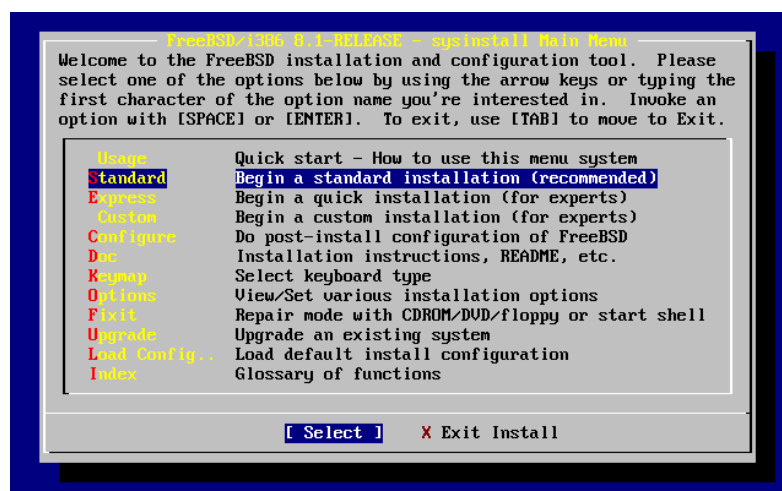 FreeBSD/i386 8.1-RELEASE - sysinstall Main Menu
Welcome to the FreeBSD installation and configuration tool.  Please
select one of the options below by using the arrow keys or typing the
first character of the option name you're interested in.  Invoke an
option with [SPACE] or [ENTER].  To exit, use [TAB] to move to Exit.
Usage Quick start - How to use this menu system
Standard Begin a standard installation (recommended)
Express Begin a quick installation (for experts)
Custom Begin a custom installation (for experts)
Configure Do post-install configuration of FreeBSD
Doc Installation instructions, README, etc.
Keymap Select keyboard type
Options View/Set various installation options
Fixit Repair mode with CDROM/DVD/floppy or start shell
Upgrade Upgrade an existing system
Load Config.. Load default install configuration
Index Glossary of functions
[ Select ] X Exit Install